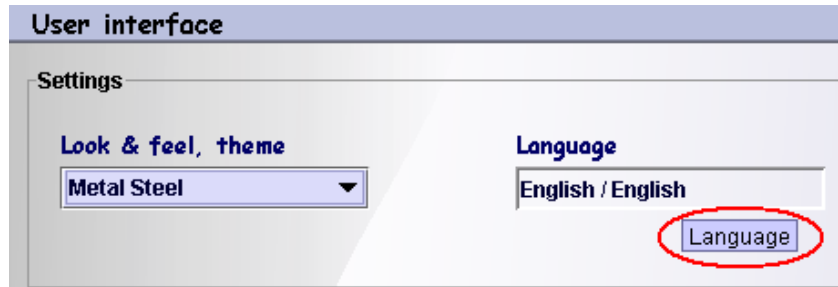 User interface
Settings
Look & feel, theme
Metal Steel
Language
English / English
Language